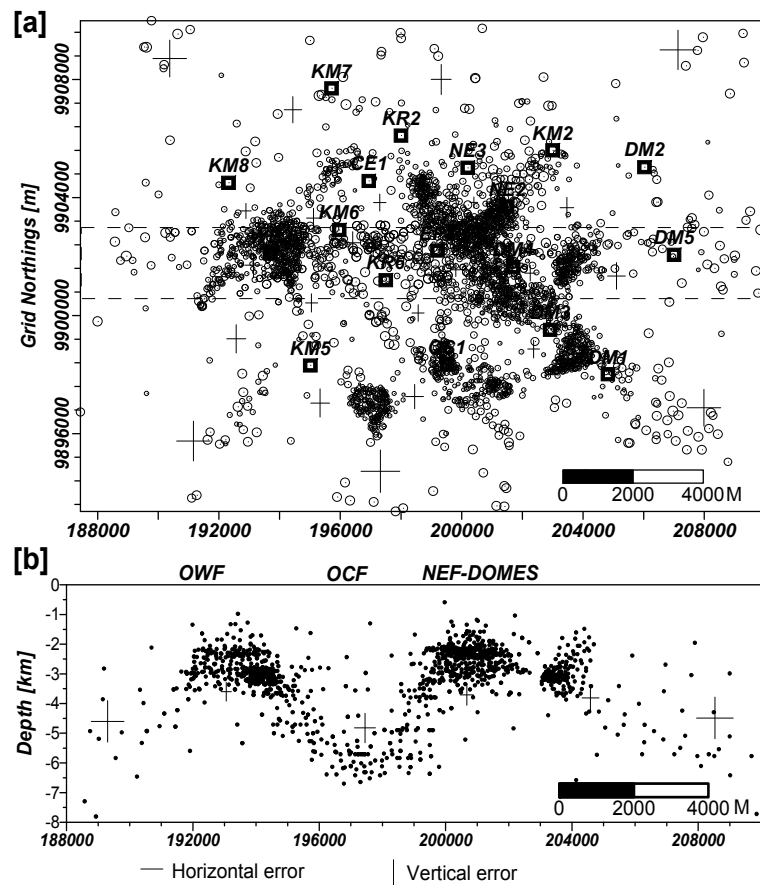 [a]
Grid Northings [m]
9908000
9904000
9900000
9896000
KM7
KR2
KM8
CE1
NE3
KM2
DM2
NE2
KM6
DM5
KR6
DM3
KM5
DM1
0 2000 4000M
188000 192000 196000 200000 204000 208000
[b]
OWF OCF NEF-DOMES
Depth [km]
0
-1
-2
-3
-4
-5
-6
-7
-8
0 2000 4000 M
188000 192000 196000 200000 204000 208000
Horizontal error
Vertical error